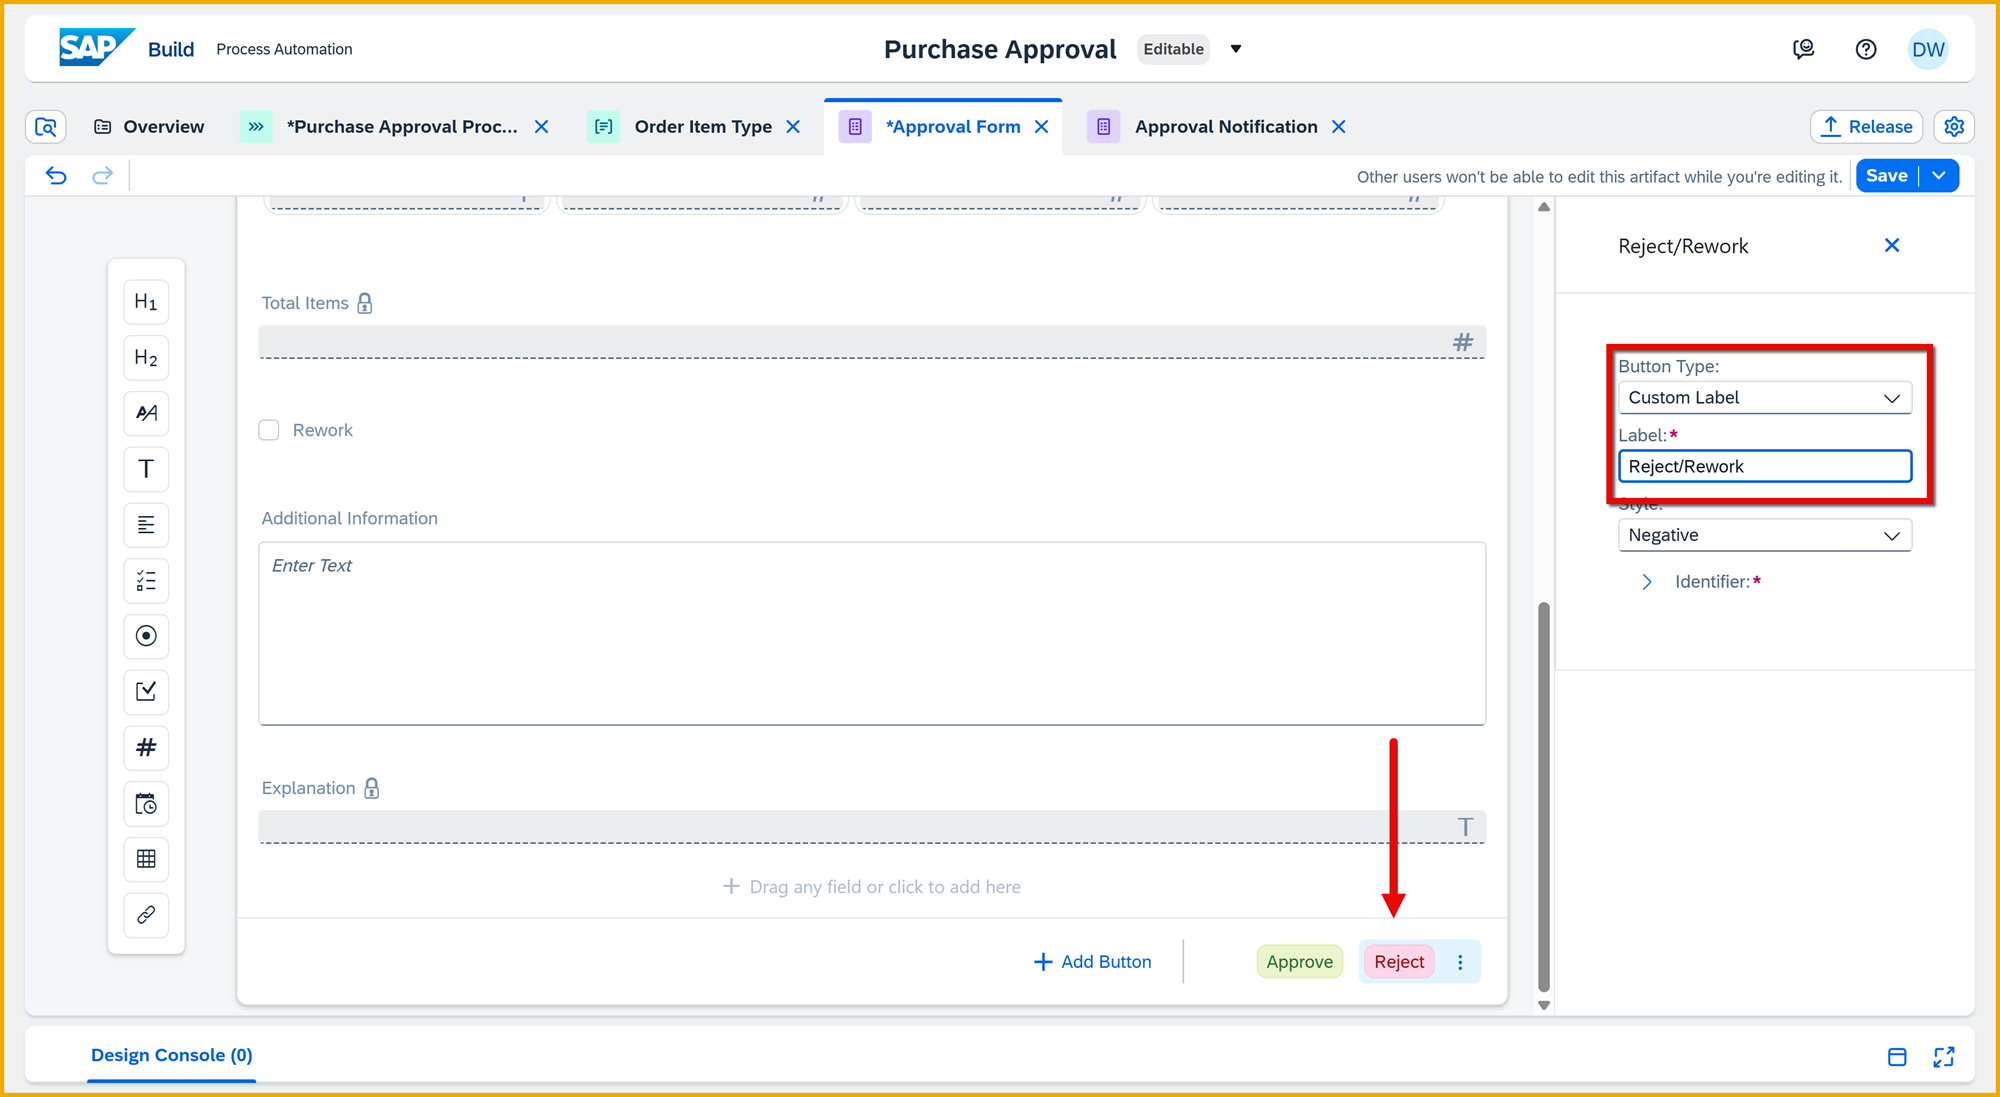 SAP Build Process Automation
Purchase Approval Editable
DW
Overview
*Purchase Approval Proc...
Order Item Type
*Approval Form
Approval Notification
Release
Other users won't be able to edit this artifact while you're editing it.
Save
H1
H2
AA
T
#
Total Items
#
Rework
Additional Information
Enter Text
Explanation
T
Drag any field or click to add here
Add Button
Approve
Reject
Reject/Rework
Button Type:
Custom Label
Label:*
Reject/Rework
Style:
Negative
Identifier:*
Design Console (0)